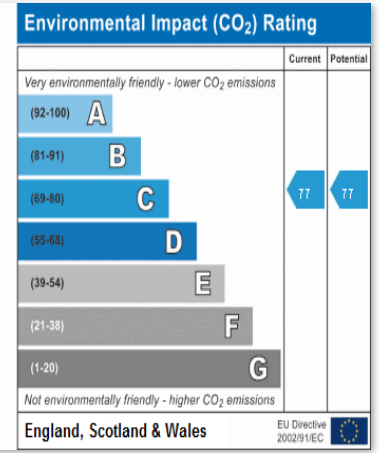 Environmental Impact (CO₂) Rating
Current Potential
Very environmentally friendly - lower CO₂ emissions
(92-100) A
(81-91) B
(69-80) C 77 77
(55-68) D
(39-54) E
(21-38) F
(1-20) G
Not environmentally friendly - higher CO₂ emissions
England, Scotland & Wales
EU Directive
2002/91/EC